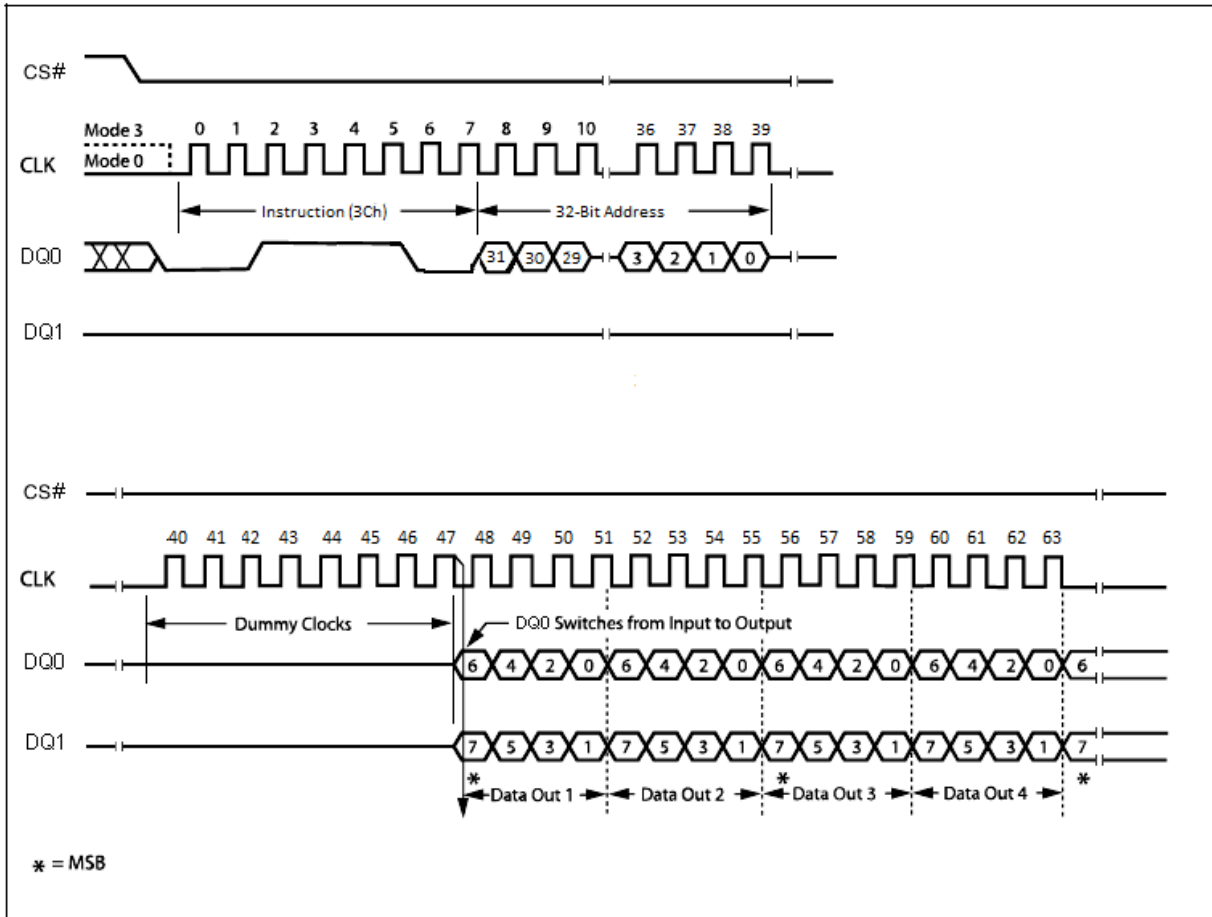 CS#
Mode 3
0 1 2 3 4 5 6 7 8 9 10 36 37 38 39
Mode 0
CLK
Instruction (3Ch) 32-Bit Address
DQ0 31 30 29 3 2 1 0
DQ1
CS#
40 41 42 43 44 45 46 47 48 49 50 51 52 53 54 55 56 57 58 59 60 61 62 63
CLK
Dummy Clocks DQ0 Switches from Input to Output
DQ0 6 4 2 0 6 4 2 0 6 4 2 0 6 4 2 0 6
DQ1 7 5 3 1 7 5 3 1 7 5 3 1 7 5 3 1 7
* * *
Data Out 1 Data Out 2 Data Out 3 Data Out 4
* = MSB